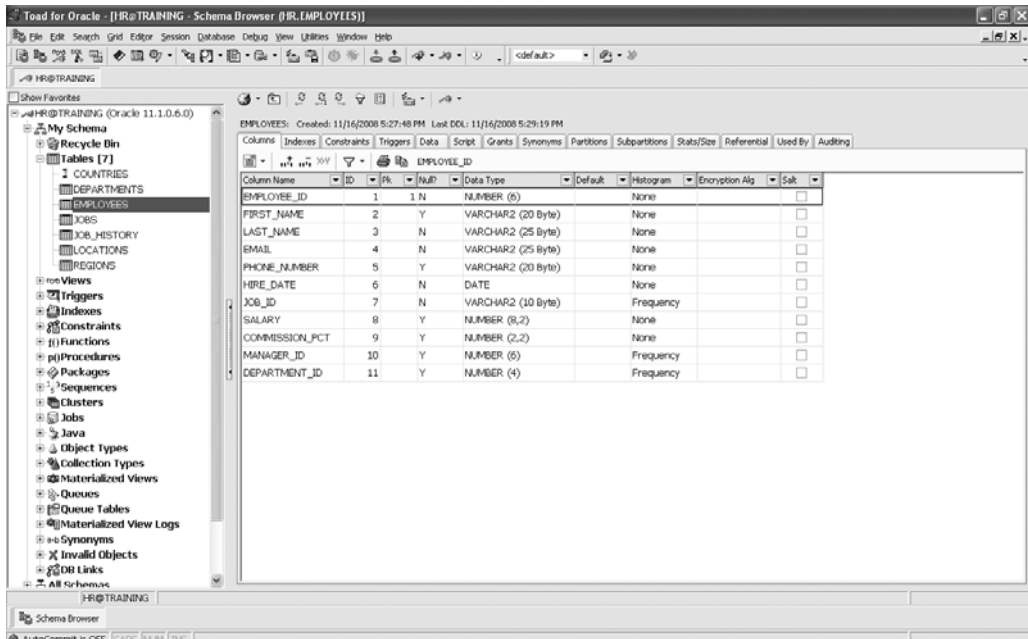 Toad for Oracle - [HR@TRAINING - Schema Browser (HR.EMPLOYEES)]
File Edit Search Grid Editor Session Database Debug View Utilities Window Help
<default>
HR@TRAINING
Show Favorites
HR@TRAINING (Oracle 11.1.0.6.0)
My Schema
Recycle Bin
Tables [7]
COUNTRIES
DEPARTMENTS
EMPLOYEES
JOBS
JOB_HISTORY
LOCATIONS
REGIONS
Views
Triggers
Indexes
Constraints
Functions
Procedures
Packages
Sequences
Clusters
Jobs
Java
Object Types
Collection Types
Materialized Views
Queues
Queue Tables
Materialized View Logs
Synonyms
Invalid Objects
DB Links
All Schemas
EMPLOYEES: Created: 11/16/2008 5:27:48 PM Last DDL: 11/16/2008 5:29:19 PM
Columns Indexes Constraints Triggers Data Script Grants Synonyms Partitions Subpartitions Stats/Size Referential Used By Auditing
EMPLOYEE_ID
Column Name ID Pk Null? Data Type Default Histogram Encryption Alg Salt
EMPLOYEE_ID 1 1 N NUMBER (6) None
FIRST_NAME 2 Y VARCHAR2 (20 Byte) None
LAST_NAME 3 N VARCHAR2 (25 Byte) None
EMAIL 4 N VARCHAR2 (25 Byte) None
PHONE_NUMBER 5 Y VARCHAR2 (20 Byte) None
HIRE_DATE 6 N DATE None
JOB_ID 7 N VARCHAR2 (10 Byte) Frequency
SALARY 8 Y NUMBER (8,2) None
COMMISSION_PCT 9 Y NUMBER (2,2) None
MANAGER_ID 10 Y NUMBER (6) Frequency
DEPARTMENT_ID 11 Y NUMBER (4) Frequency
HR@TRAINING
Schema Browser
AutoCommit is OFF CAPS NUM INS